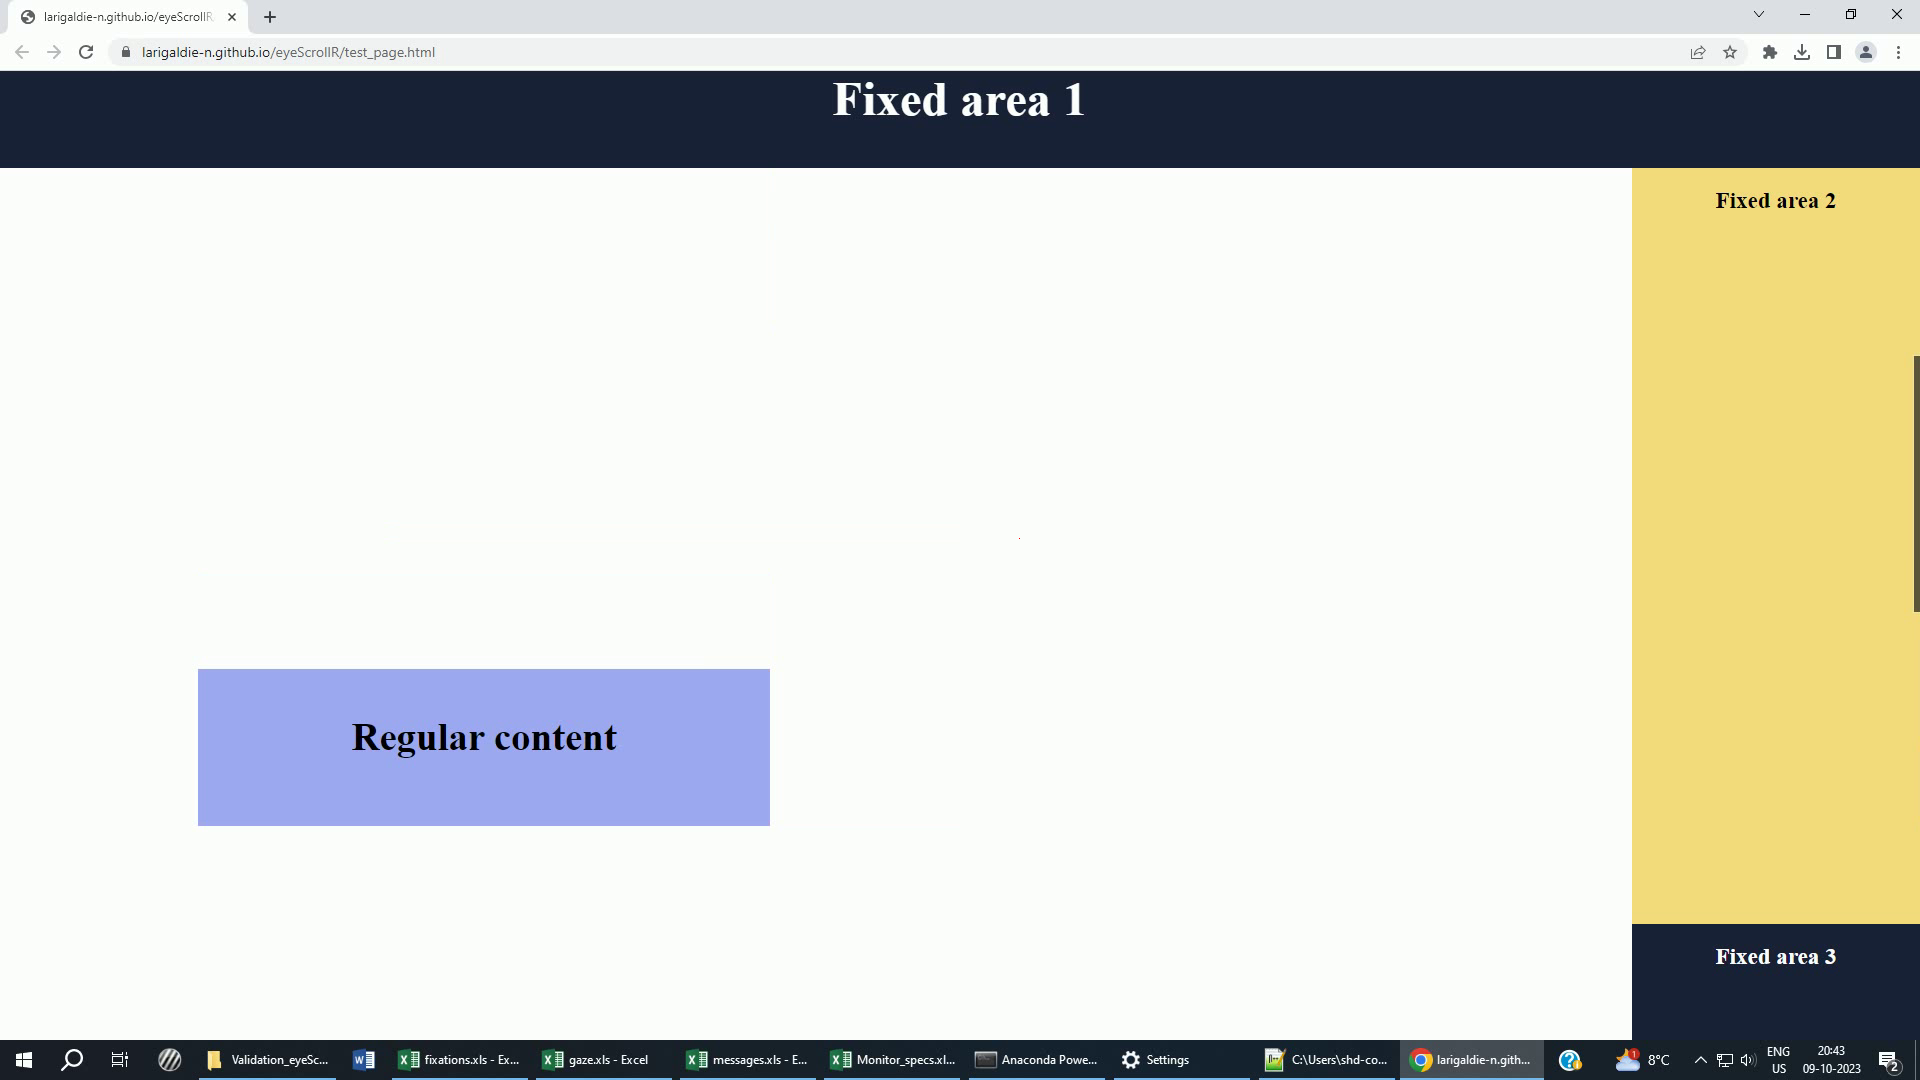 larigaldie-n.github.io/eyeScrollR
larigaldie-n.github.io/eyeScrollR/test_page.html
Fixed area 1
Fixed area 2
Regular content
Fixed area 3
Validation_eyeSc...
fixations.xls - Ex...
gaze.xls - Excel
messages.xls - E...
Monitor_specs.xl...
Anaconda Powe...
Settings
C:\Users\shd-co...
larigaldie-n.gith...
1
8°C
ENG
US
20:43
09-10-2023
2